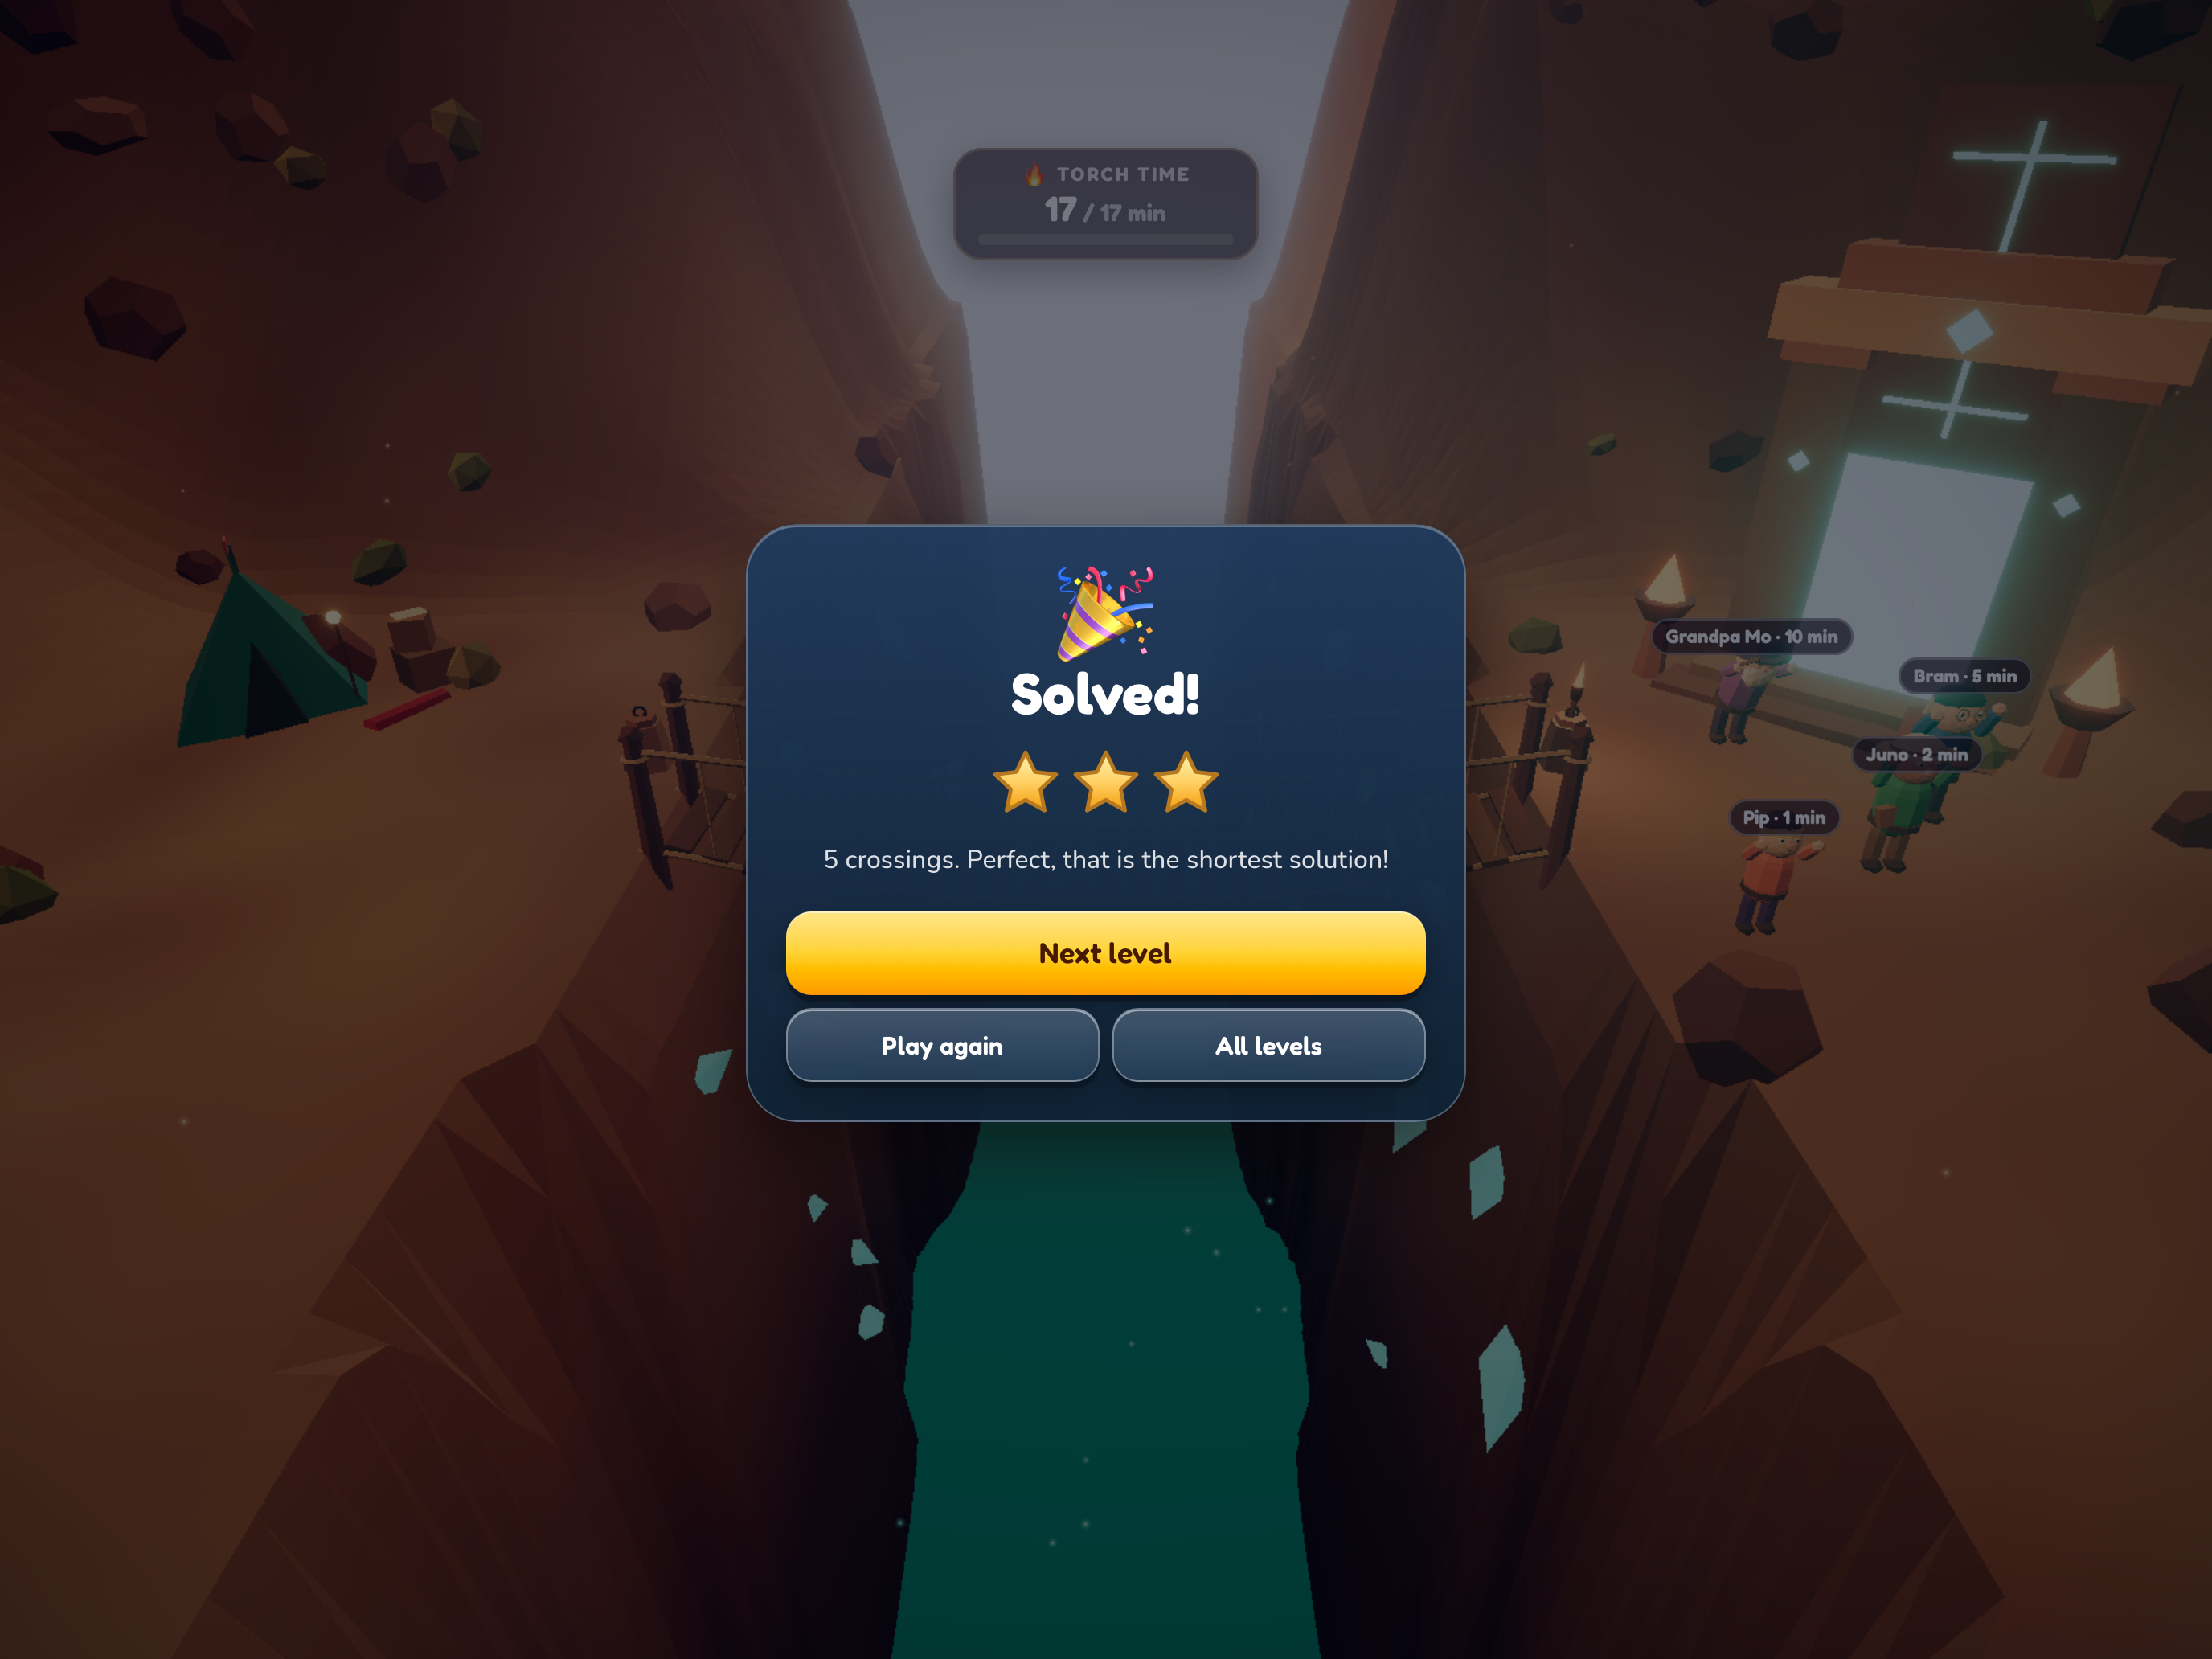 TORCH TIME
17 / 17 min
Grandpa Mo · 10 min
Bram · 5 min
Juno · 2 min
Pip · 1 min
Solved!
5 crossings. Perfect, that is the shortest solution!
Next level
Play again
All levels